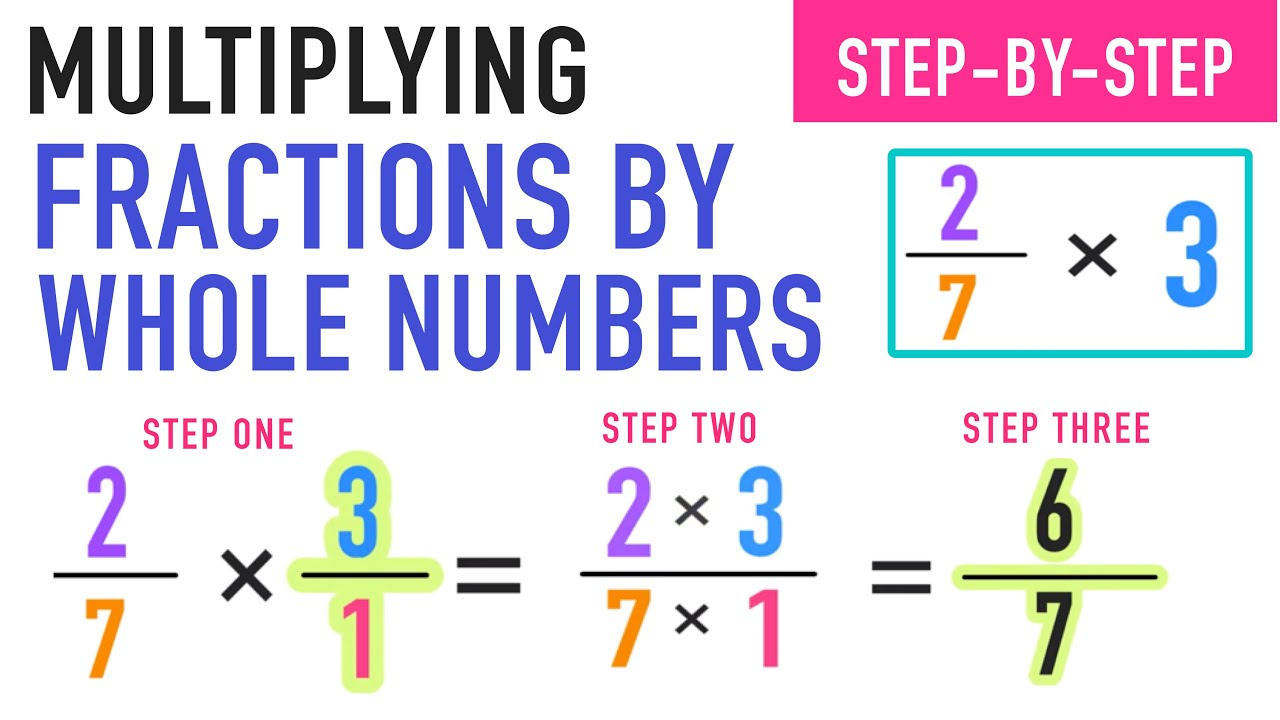 MULTIPLYING
FRACTIONS BY
WHOLE NUMBERS
STEP-BY-STEP
2/7 × 3
STEP ONE
2/7 × 3/1 =
STEP TWO
2 × 3 / 7 × 1 =
STEP THREE
6/7